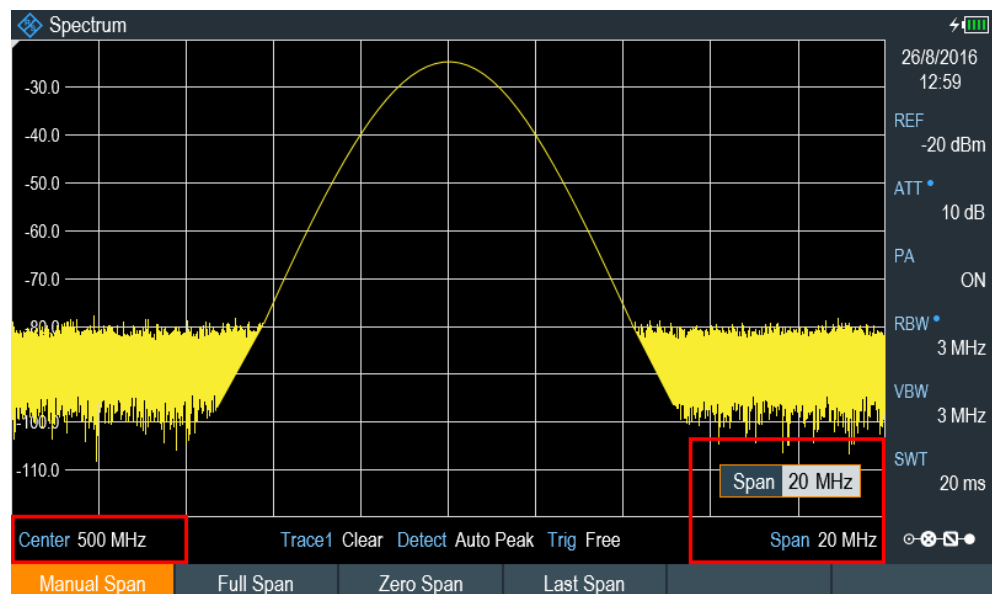 Spectrum
26/8/2016
12:59
-30.0
-40.0
-50.0
-60.0
-70.0
-80.0
-100.0
-110.0
REF
-20 dBm
ATT
10 dB
PA
ON
RBW
3 MHz
VBW
3 MHz
SWT
20 ms
Span 20 MHz
Center 500 MHz Trace1 Clear Detect Auto Peak Trig Free Span 20 MHz
Manual Span Full Span Zero Span Last Span